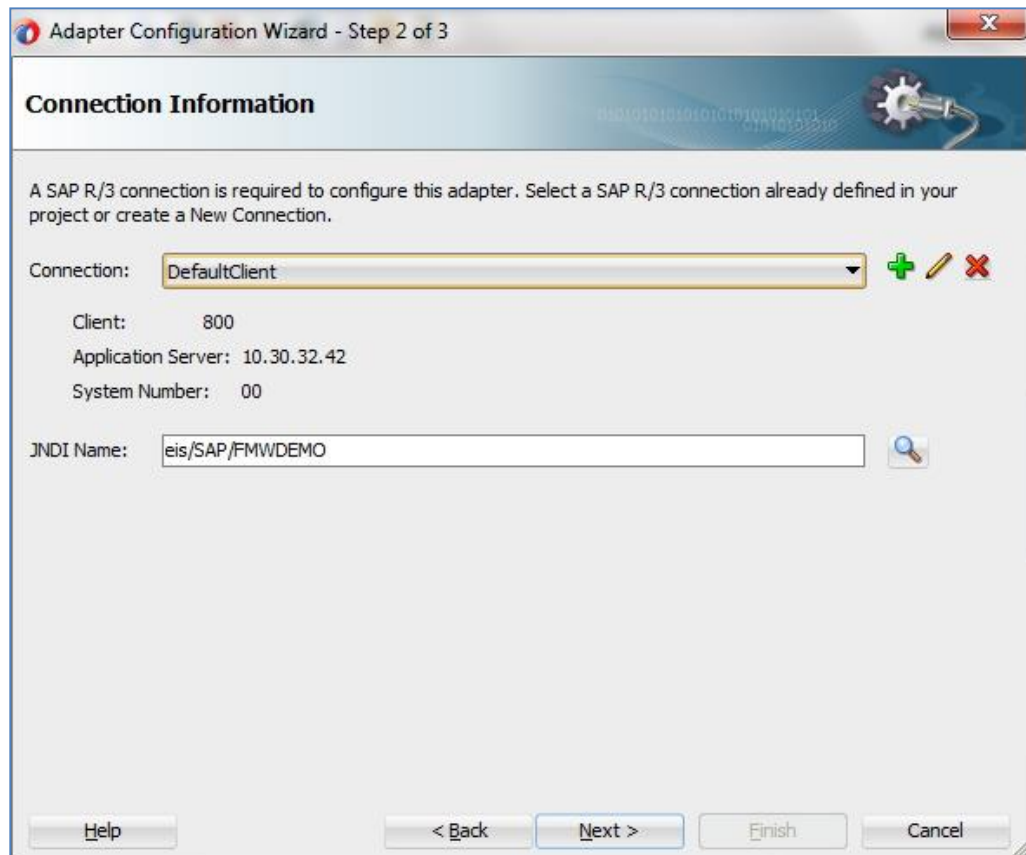 Adapter Configuration Wizard - Step 2 of 3
Connection Information
A SAP R/3 connection is required to configure this adapter. Select a SAP R/3 connection already defined in your
project or create a New Connection.
Connection: DefaultClient
Client: 800
Application Server: 10.30.32.42
System Number: 00
JNDI Name: eis/SAP/FMWDEMO
Help < Back Next > Finish Cancel